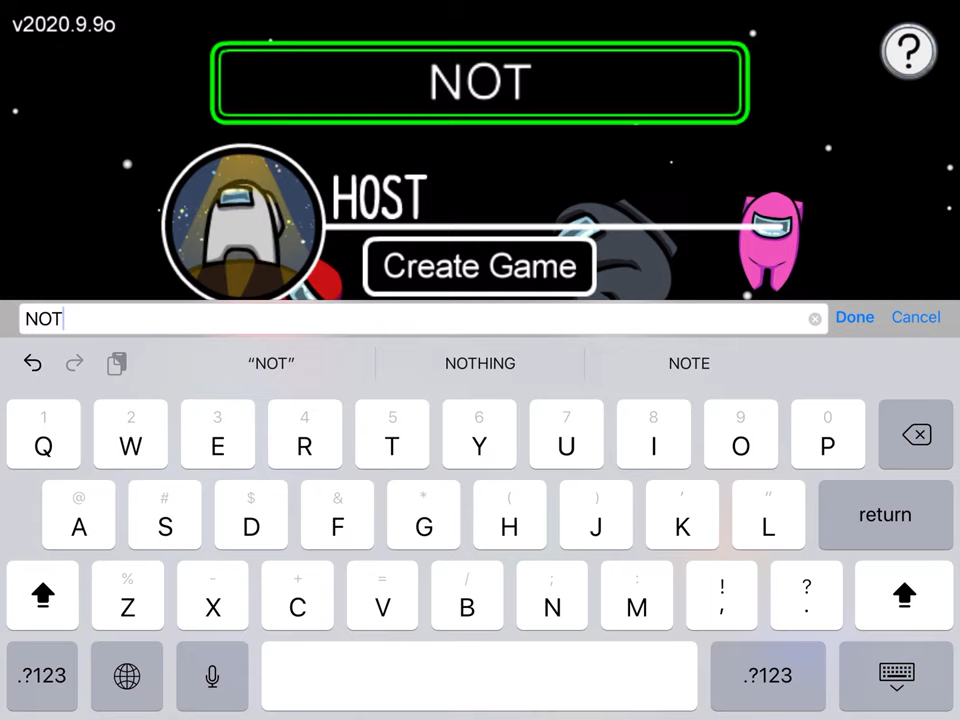 v2020.9.9o
?
NOT
HOST
Create Game
NOT Done Cancel
“NOT” NOTHING NOTE
1 2 3 4 5 6 7 8 9 0
Q W E R T Y U I O P
@ # $ & * ( ) ' "
A S D F G H J K L return
% - + = / ; : ! ?
Z X C V B N M , .
.?123 .?123